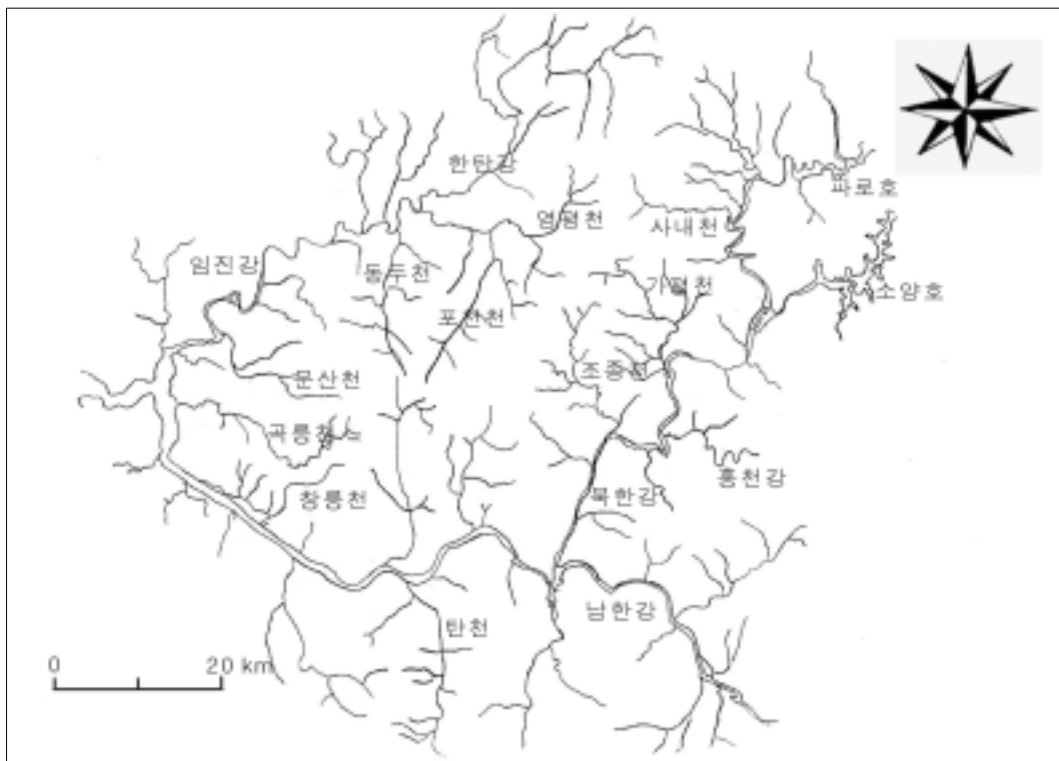 한탄강
파로호
영평천
사내천
임진강
동두천
가평천
소양호
포천천
조종천
문산천
곡릉천
홍천강
창릉천
북한강
남한강
탄천
0 20 km